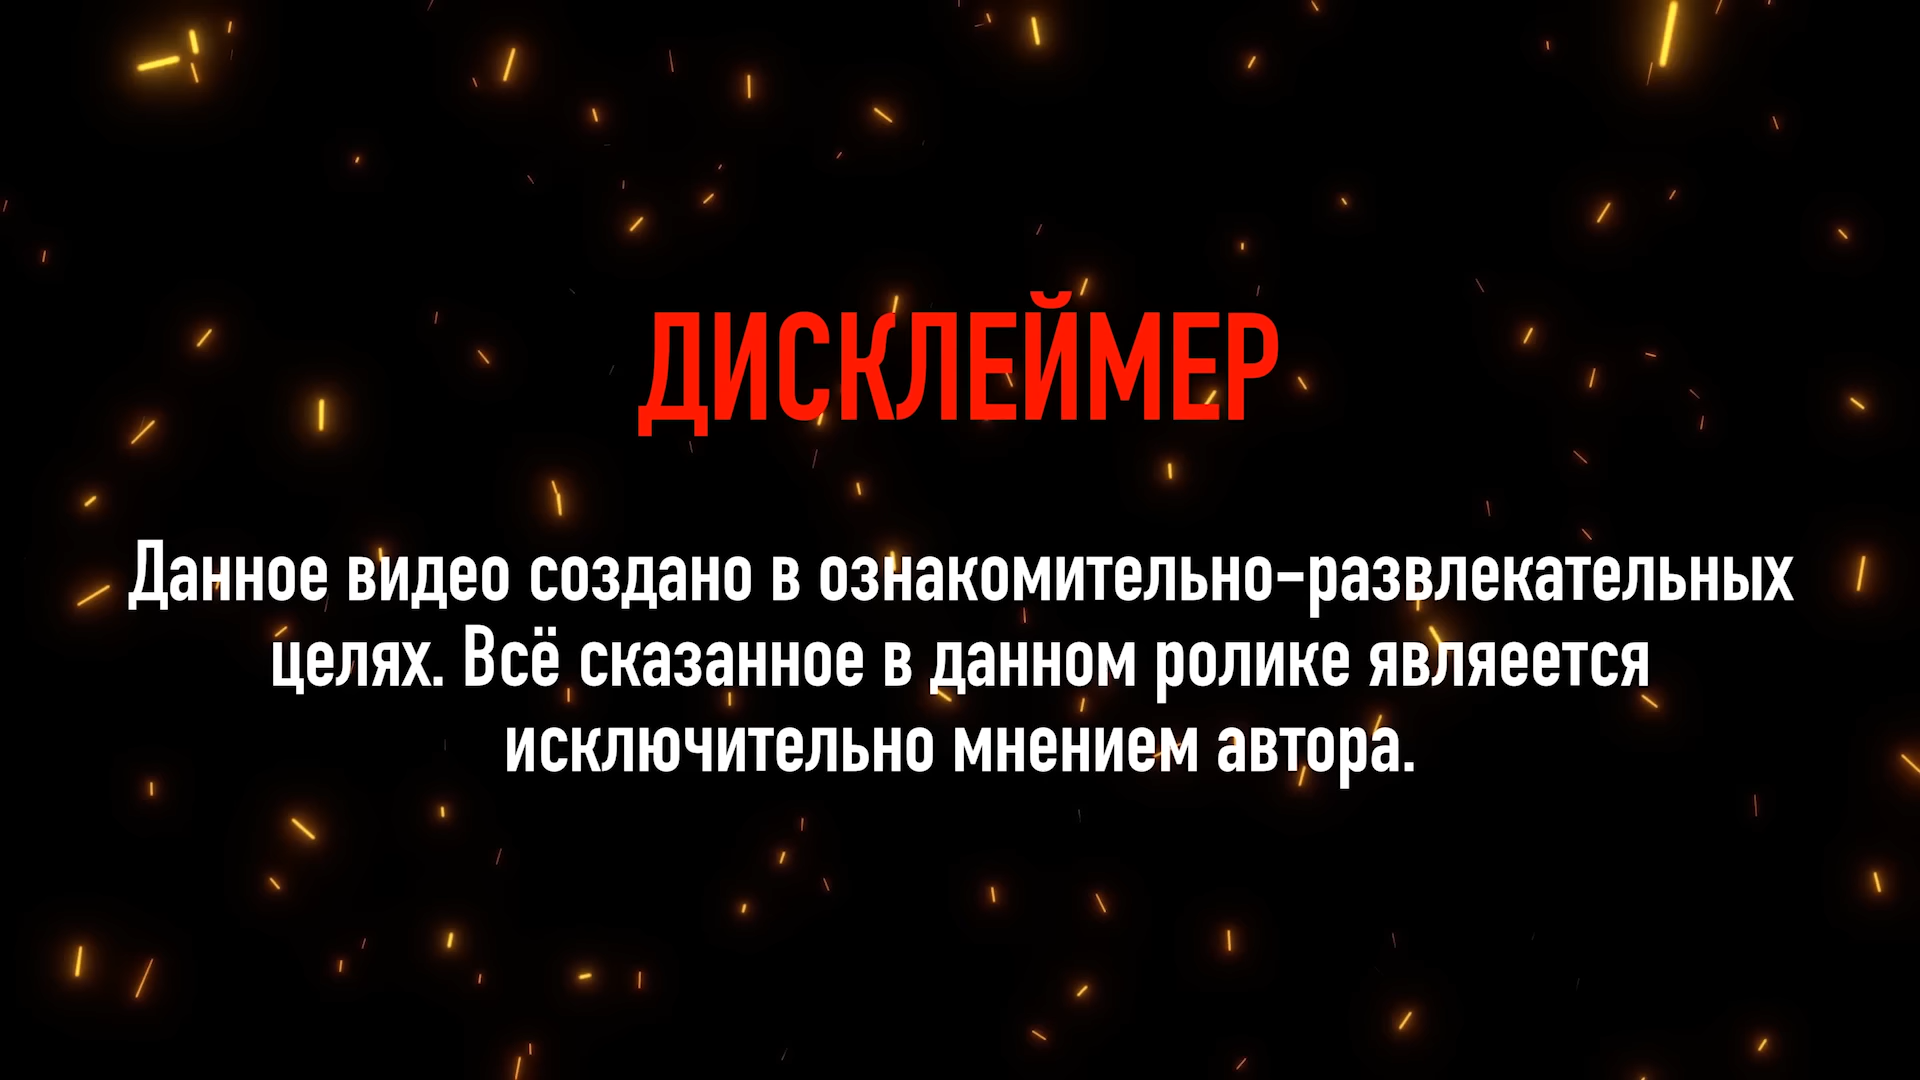 ДИСКЛЕЙМЕР
Данное видео создано в ознакомительно-развлекательных
целях. Всё сказанное в данном ролике являеется
исключительно мнением автора.